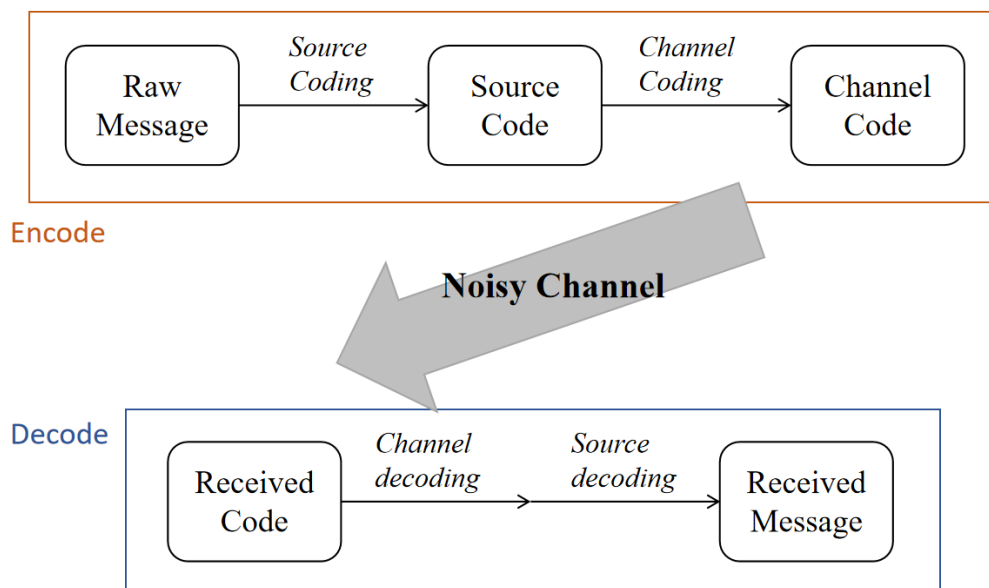 Source
Coding
Channel
Coding
Raw
Message
Source
Code
Channel
Code
Encode
Noisy Channel
Decode
Channel
decoding
Source
decoding
Received
Code
Received
Message